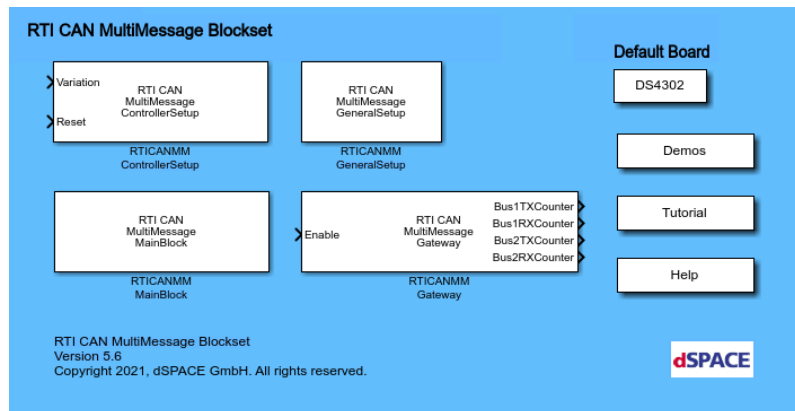 RTI CAN MultiMessage Blockset
Default Board
Variation
Reset
RTI CAN
MultiMessage
ControllerSetup
RTICANMM
ControllerSetup
RTI CAN
MultiMessage
GeneralSetup
RTICANMM
GeneralSetup
DS4302
Demos
RTI CAN
MultiMessage
MainBlock
RTICANMM
MainBlock
Enable
RTI CAN
MultiMessage
Gateway
Bus1TXCounter
Bus1RXCounter
Bus2TXCounter
Bus2RXCounter
RTICANMM
Gateway
Tutorial
Help
RTI CAN MultiMessage Blockset
Version 5.6
Copyright 2021, dSPACE GmbH. All rights reserved.
dSPACE